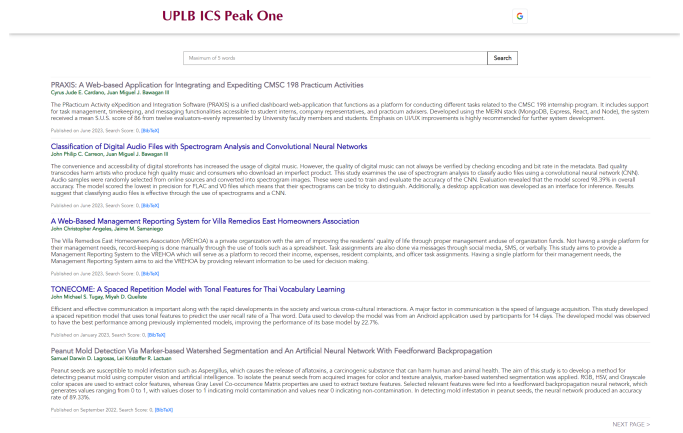 UPLB ICS Peak One
G
Maximum of 5 words
Search
PRAXIS: A Web-based Application for Integrating and Expediting CMSC 198 Practicum Activities
Cyrus Jude E. Cardano, Juan Miguel J. Bawagan III
The PRacticum Activity eXpedition and Integration Software (PRAXIS) is a unified dashboard web-application that functions as a platform for conducting different tasks related to the CMSC 198 internship program. It includes support
for task management, timekeeping, and messaging functionalities accessible to student interns, company representatives, and practicum advisers. Developed using the MERN stack (MongoDB, Express, React, and Node), the system
received a mean S.U.S. score of 86 from twelve evaluators–evenly represented by University faculty members and students. Emphasis on UI/UX improvements is highly recommended for further system development.
Published on June 2023, Search Score: 0, [BibTeX]
Classification of Digital Audio Files with Spectrogram Analysis and Convolutional Neural Networks
John Philip C. Carreon, Juan Miguel J. Bawagan III
The convenience and accessibility of digital storefronts has increased the usage of digital music. However, the quality of digital music can not always be verified by checking encoding and bit rate in the metadata. Bad quality
transcodes harm artists who produce high quality music and consumers who download an imperfect product. This study examines the use of spectrogram analysis to classify audio files using a convolutional neural network (CNN).
Audio samples were randomly selected from online sources and converted into spectrogram images. These were used to train and evaluate the accuracy of the CNN. Evaluation revealed that the model scored 98.39% in overall
accuracy. The model scored the lowest in precision for FLAC and V0 files which means that their spectrograms can be tricky to distinguish. Additionally, a desktop application was developed as an interface for inference. Results
suggest that classifying audio files is effective through the use of spectrograms and a CNN.
Published on June 2023, Search Score: 0, [BibTeX]
A Web-Based Management Reporting System for Villa Remedios East Homeowners Association
John Christopher Angeles, Jaime M. Samaniego
The Villa Remedios East Homeowners Association (VREHOA) is a private organization with the aim of improving the residents' quality of life through proper management anduse of organization funds. Not having a single platform for
their management needs, record-keeping is done manually through the use of tools such as a spreadsheet. Task assignments are also done via messages through social media, SMS, or verbally. This study aims to provide a
Management Reporting System to the VREHOA which will serve as a platform to record their income, expenses, resident complaints, and officer task assignments. Having a single platform for their management needs, the
Management Reporting System aims to aid the VREHOA by providing relevant information to be used for decision making.
Published on June 2023, Search Score: 0, [BibTeX]
TONECOME: A Spaced Repetition Model with Tonal Features for Thai Vocabulary Learning
John Michael S. Tugay, Miyah D. Queliste
Efficient and effective communication is important along with the rapid developments in the society and various cross-cultural interactions. A major factor in communication is the speed of language acquisition. This study developed
a spaced repetition model that uses tonal features to predict the user recall rate of a Thai word. Data used to develop the model was from an Android application used by participants for 14 days. The developed model was observed
to have the best performance among previously implemented models, improving the performance of its base model by 22.7%.
Published on January 2023, Search Score: 0, [BibTeX]
Peanut Mold Detection Via Marker-based Watershed Segmentation and An Artificial Neural Network With Feedforward Backpropagation
Samuel Darwin D. Lagrosas, Lei Kristoffer R. Lactuan
Peanut seeds are susceptible to mold infestation such as Aspergillus, which causes the release of aflatoxins, a carcinogenic substance that can harm human and animal health. The aim of this study is to develop a method for
detecting peanut mold using computer vision and artificial intelligence. To isolate the peanut seeds from acquired images for color and texture analysis, marker-based watershed segmentation was applied. RGB, HSV, and Grayscale
color spaces are used to extract color features, whereas Gray Level Co-occurrence Matrix properties are used to extract texture features. Selected relevant features were fed into a feedforward backpropagation neural network, which
generates values ranging from 0 to 1, with values closer to 1 indicating mold contamination and values near 0 indicating non-contamination. In detecting mold infestation in peanut seeds, the neural network produced an accuracy
rate of 89.33%.
Published on September 2022, Search Score: 0, [BibTeX]
NEXT PAGE >